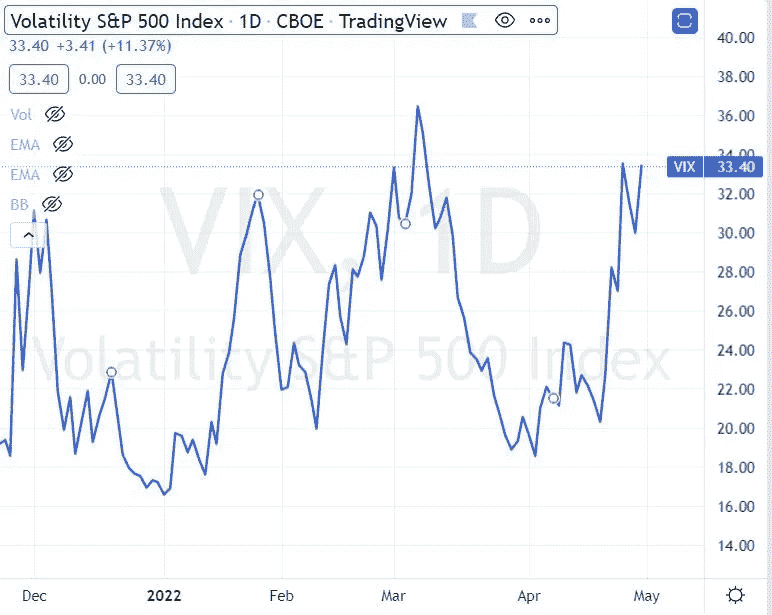 Volatility S&P 500 Index · 1D · CBOE · TradingView
33.40 +3.41 (+11.37%)
33.40 0.00 33.40
Vol
EMA
EMA
BB
VIX, 1D
Volatility S&P 500 Index
40.00
38.00
36.00
34.00
VIX 33.40
32.00
30.00
28.00
26.00
24.00
22.00
20.00
18.00
16.00
14.00
Dec 2022 Feb Mar Apr May